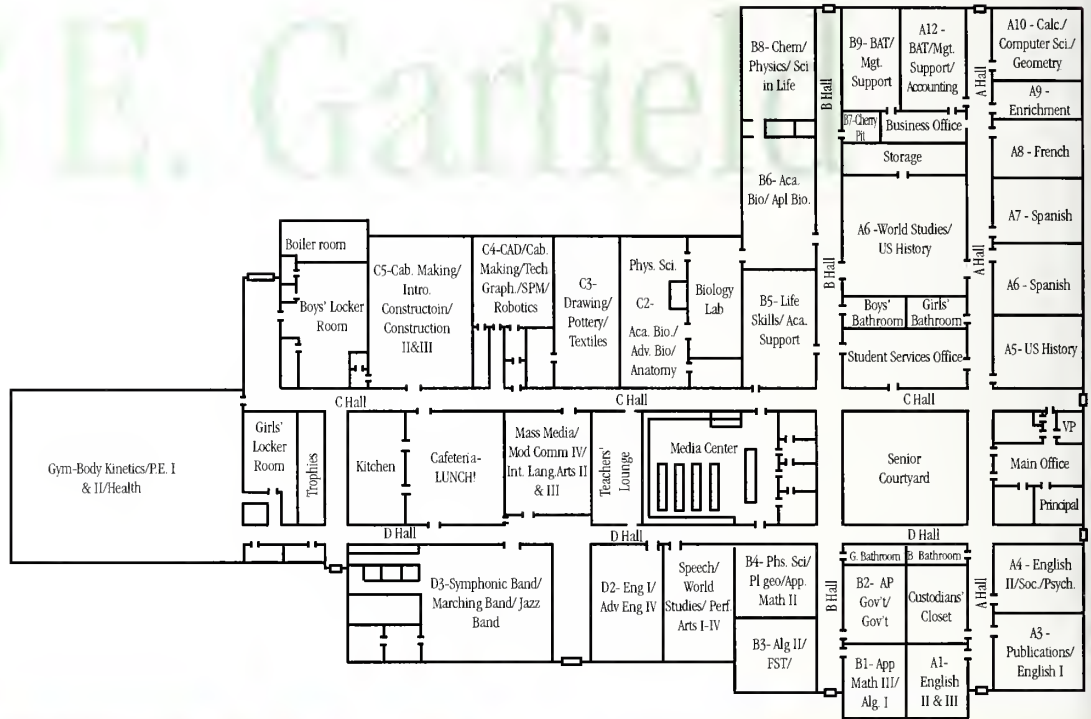 E. Garfiel
B8- Chem/
Physics/ Sci
in Life
B Hall
B9- BAT/
Mgt.
Support
A12 -
BAT/Mgt.
Support/
Accounting
A Hall
A10 - Calc./
Computer Sci./
Geometry
A9 -
Enrichment
B7-Cherry
Pit
Business Office
Storage
A8 - French
B6- Aca.
Bio/ Apl Bio.
A6 -World Studies/
US History
A7 - Spanish
B Hall
A Hall
A6 - Spanish
Boys'
Bathroom
Girls'
Bathroom
Student Services Office
A5- US History
Boiler room
Boys' Locker
Room
C5-Cab. Making/
Intro.
Constructoin/
Construction
II&III
C4-CAD/Cab.
Making/Tech
Graph./SPM/
Robotics
C3-
Drawing/
Pottery/
Textiles
Phys. Sci.
C2-
Aca. Bio./
Adv. Bio/
Anatomy
Biology
Lab
B5- Life
Skills/ Aca.
Support
C Hall
C Hall
C Hall
Gym-Body Kinetics/P.E. I
& II/Health
Girls'
Locker
Room
Trophies
Kitchen
Cafeteria-
LUNCH!
Mass Media/
Mod Comm IV/
Int. Lang.Arts II
& III
Teachers'
Lounge
Media Center
Senior
Courtyard
VP
Main Office
Principal
D Hall
D Hall
D Hall
D3-Symphonic Band/
Marching Band/ Jazz
Band
D2- Eng I/
Adv Eng IV
Speech/
World
Studies/ Perf.
Arts I-IV
B4- Phs. Sci/
Pl geo/App.
Math II
B3- Alg II/
FST/
B Hall
G. Bathroom
B Bathroom
B2- AP
Gov't/
Gov't
Custodians'
Closet
A Hall
A4 - English
II/Soc./Psych.
A3 -
Publications/
English I
B1- App
Math III/
Alg. I
A1-
English
II & III